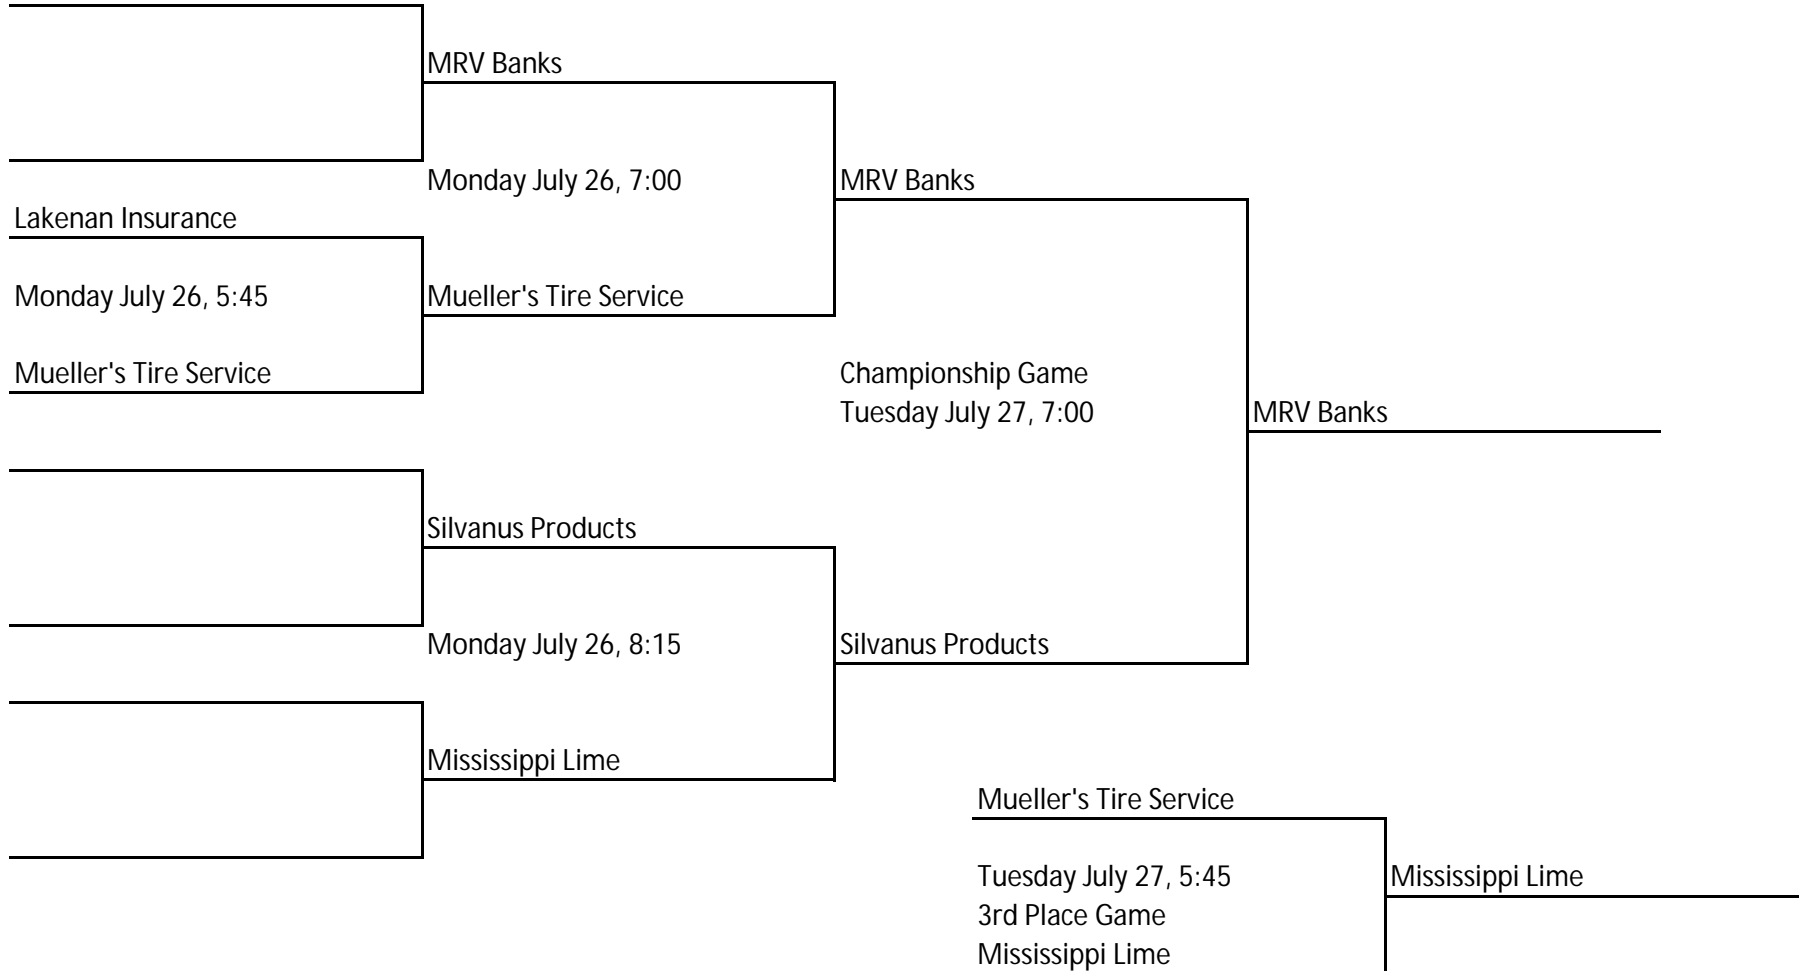 MRV Banks
Monday July 26, 7:00
MRV Banks
Lakenan Insurance
Monday July 26, 5:45
Mueller's Tire Service
Mueller's Tire Service
Championship Game
Tuesday July 27, 7:00
MRV Banks
Silvanus Products
Monday July 26, 8:15
Silvanus Products
Mississippi Lime
Mueller's Tire Service
Tuesday July 27, 5:45
Mississippi Lime
3rd Place Game
Mississippi Lime